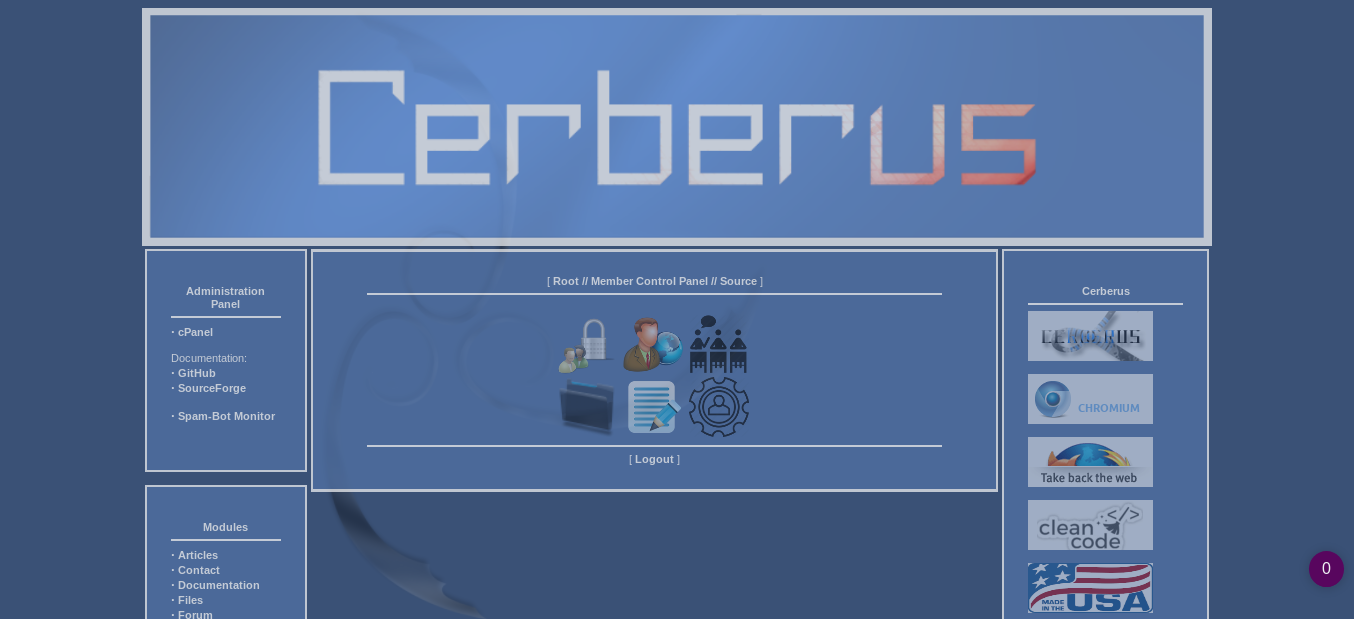 Cerberus
Administration
Panel
· cPanel
Documentation:
· GitHub
· SourceForge
· Spam-Bot Monitor
Modules
· Articles
· Contact
· Documentation
· Files
· Forum
[ Root // Member Control Panel // Source ]
[ Logout ]
Cerberus
CERBERUS
CHROMIUM
Take back the web
clean </>
code
MADE
IN THE
USA
0